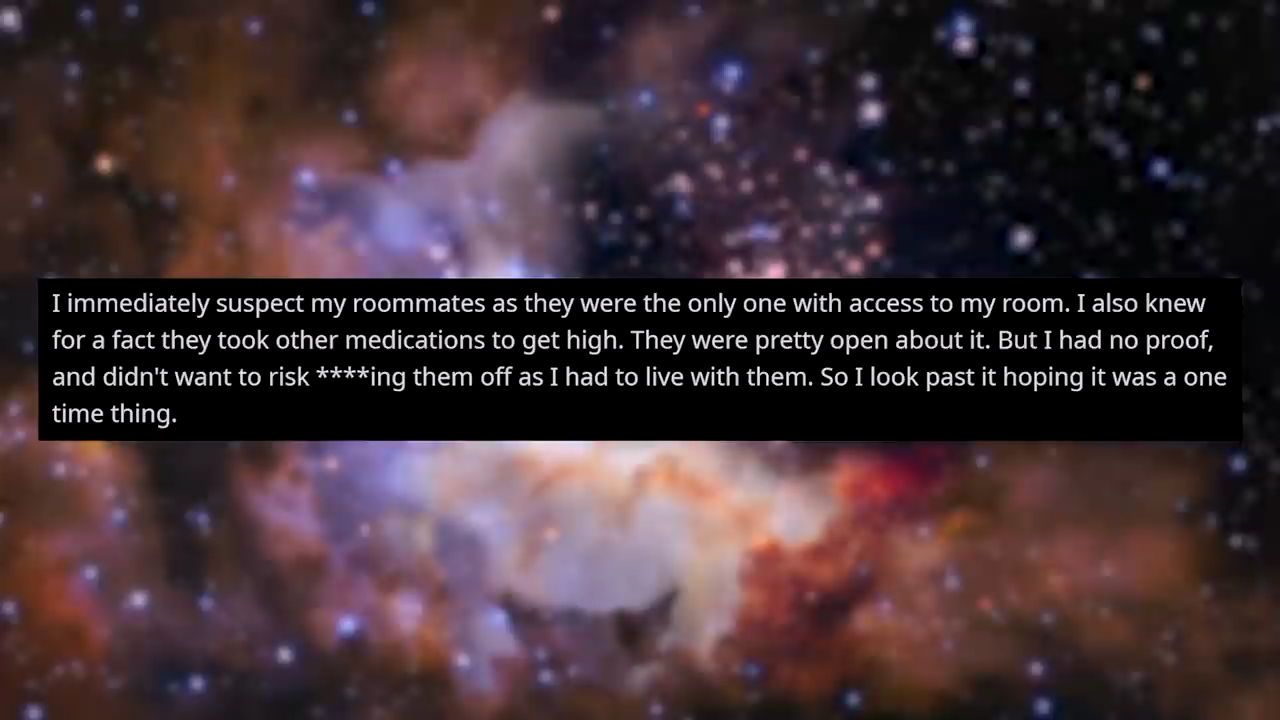 I immediately suspect my roommates as they were the only one with access to my room. I also knew
for a fact they took other medications to get high. They were pretty open about it. But I had no proof,
and didn't want to risk ****ing them off as I had to live with them. So I look past it hoping it was a one
time thing.